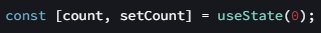 const [count, setCount] = useState(0);